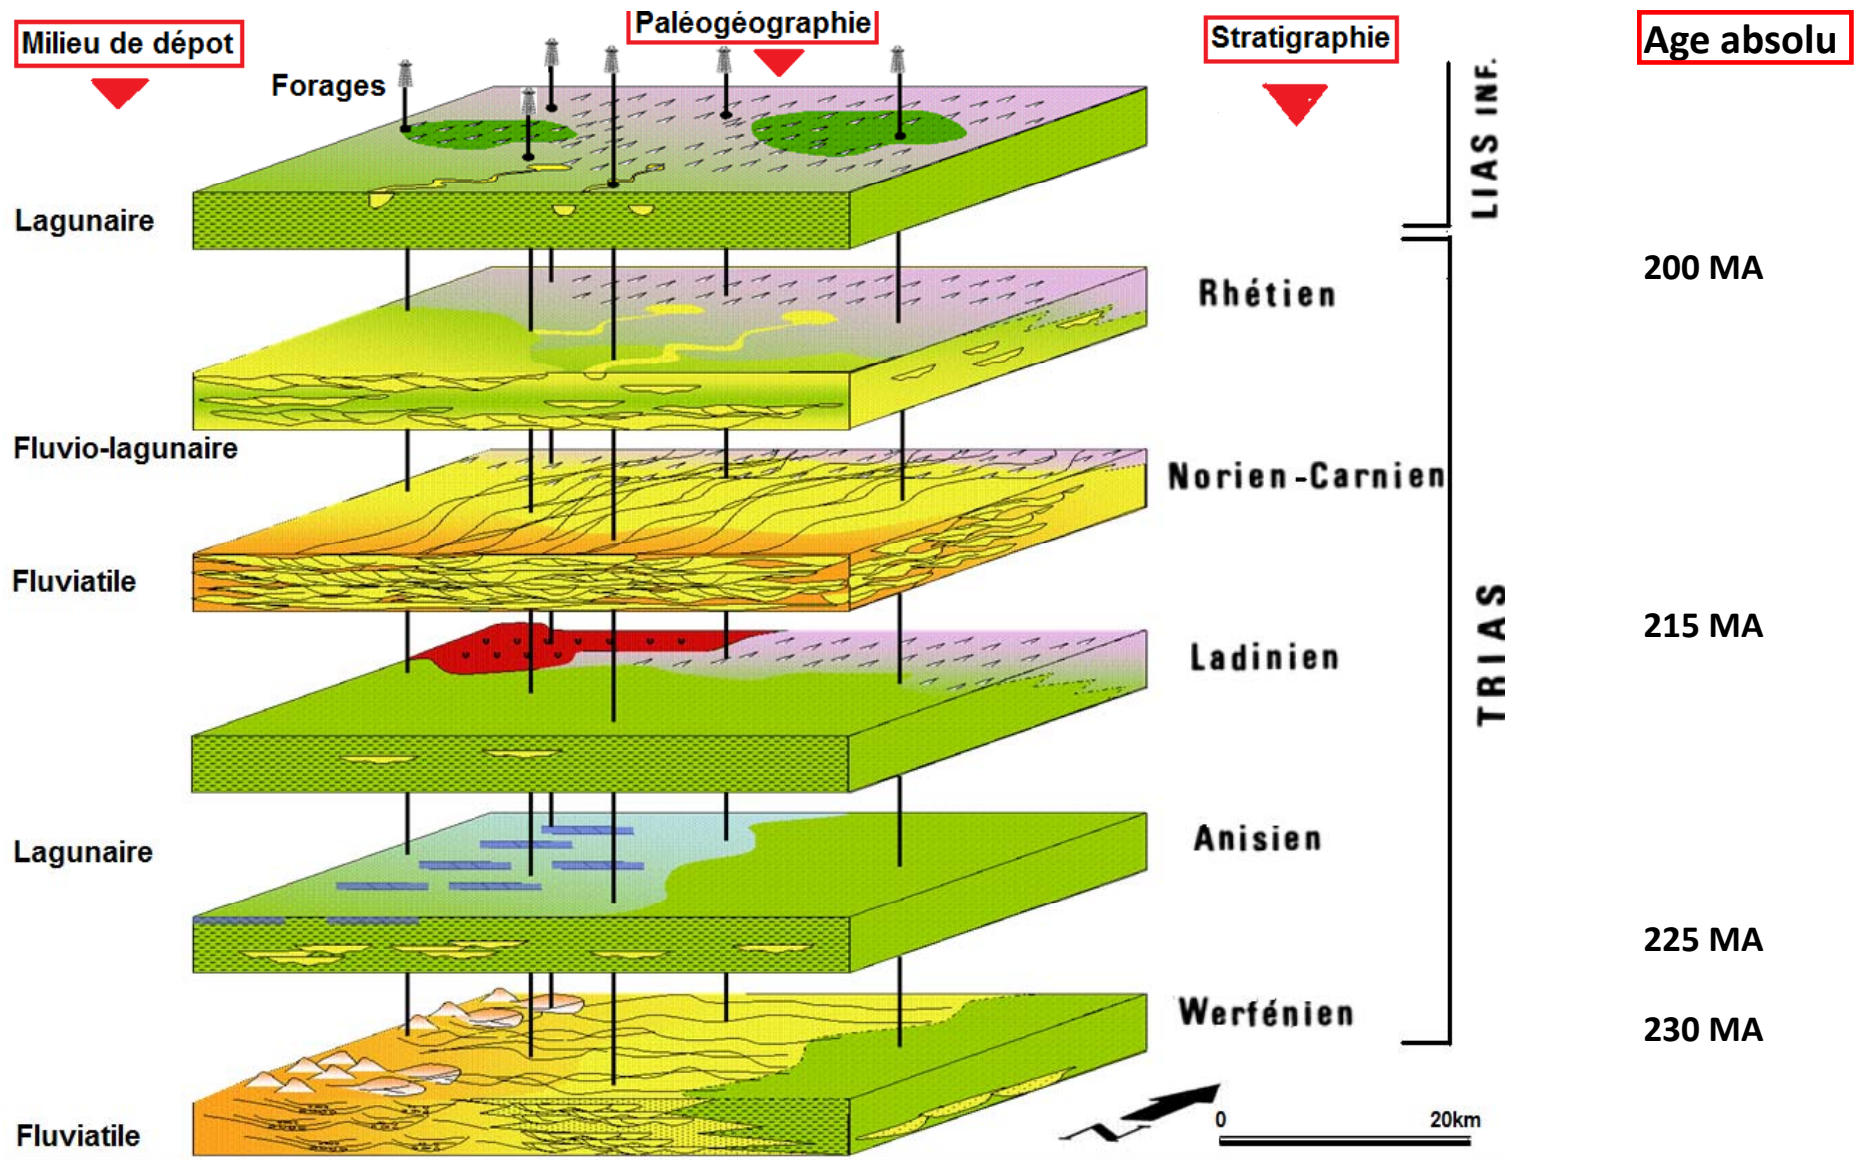 Milieu de dépot
Paléogéographie
Stratigraphie
Age absolu
Forages
LIAS INF.
Lagunaire
200 MA
Rhétien
Fluvio-lagunaire
Norien-Carnien
Fluviatile
TRIAS
215 MA
Ladinien
Anisien
Lagunaire
225 MA
Werfénien
230 MA
N
0 20km
Fluviatile